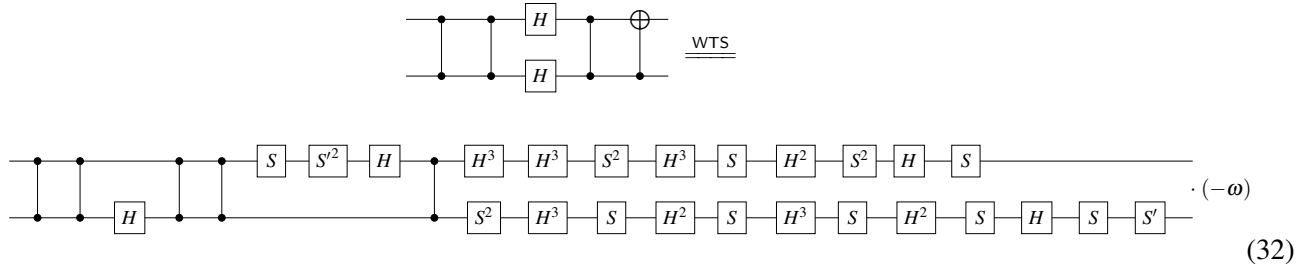 H
WTS
H
S S′² H H³ H³ S² H³ S H² S² H S
· (−ω)
H S² H³ S H² S H³ S H² S H S S′
(32)